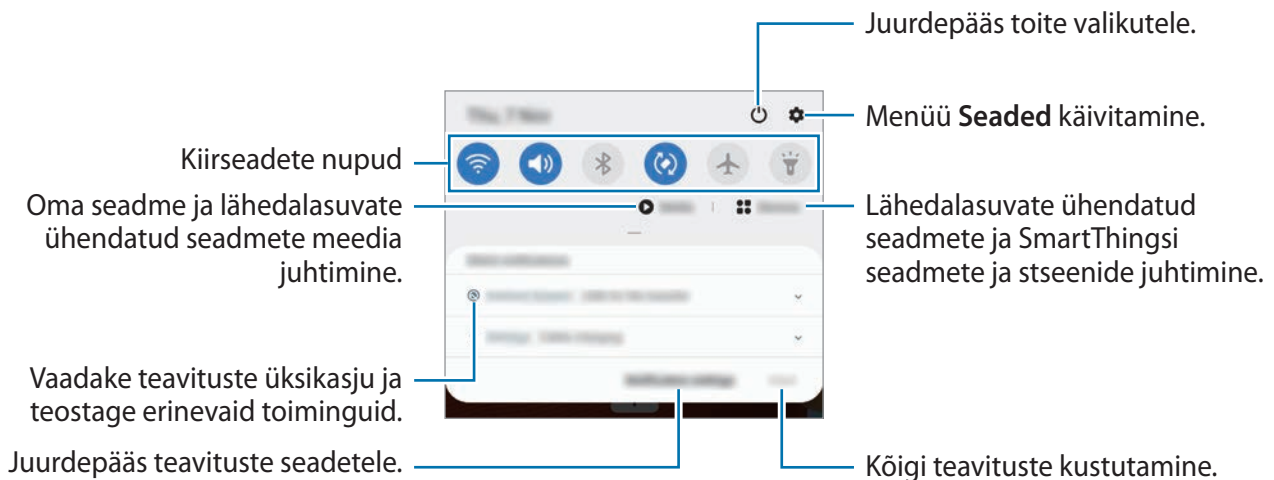 Juurdepääs toite valikutele.
Menüü Seaded käivitamine.
Kiirseadete nupud
Oma seadme ja lähedalasuvate
ühendatud seadmete meedia
juhtimine.
Lähedalasuvate ühendatud
seadmete ja SmartThingsi
seadmete ja stseenide juhtimine.
Vaadake teavituste üksikasju ja
teostage erinevaid toiminguid.
Juurdepääs teavituste seadetele.
Kõigi teavituste kustutamine.